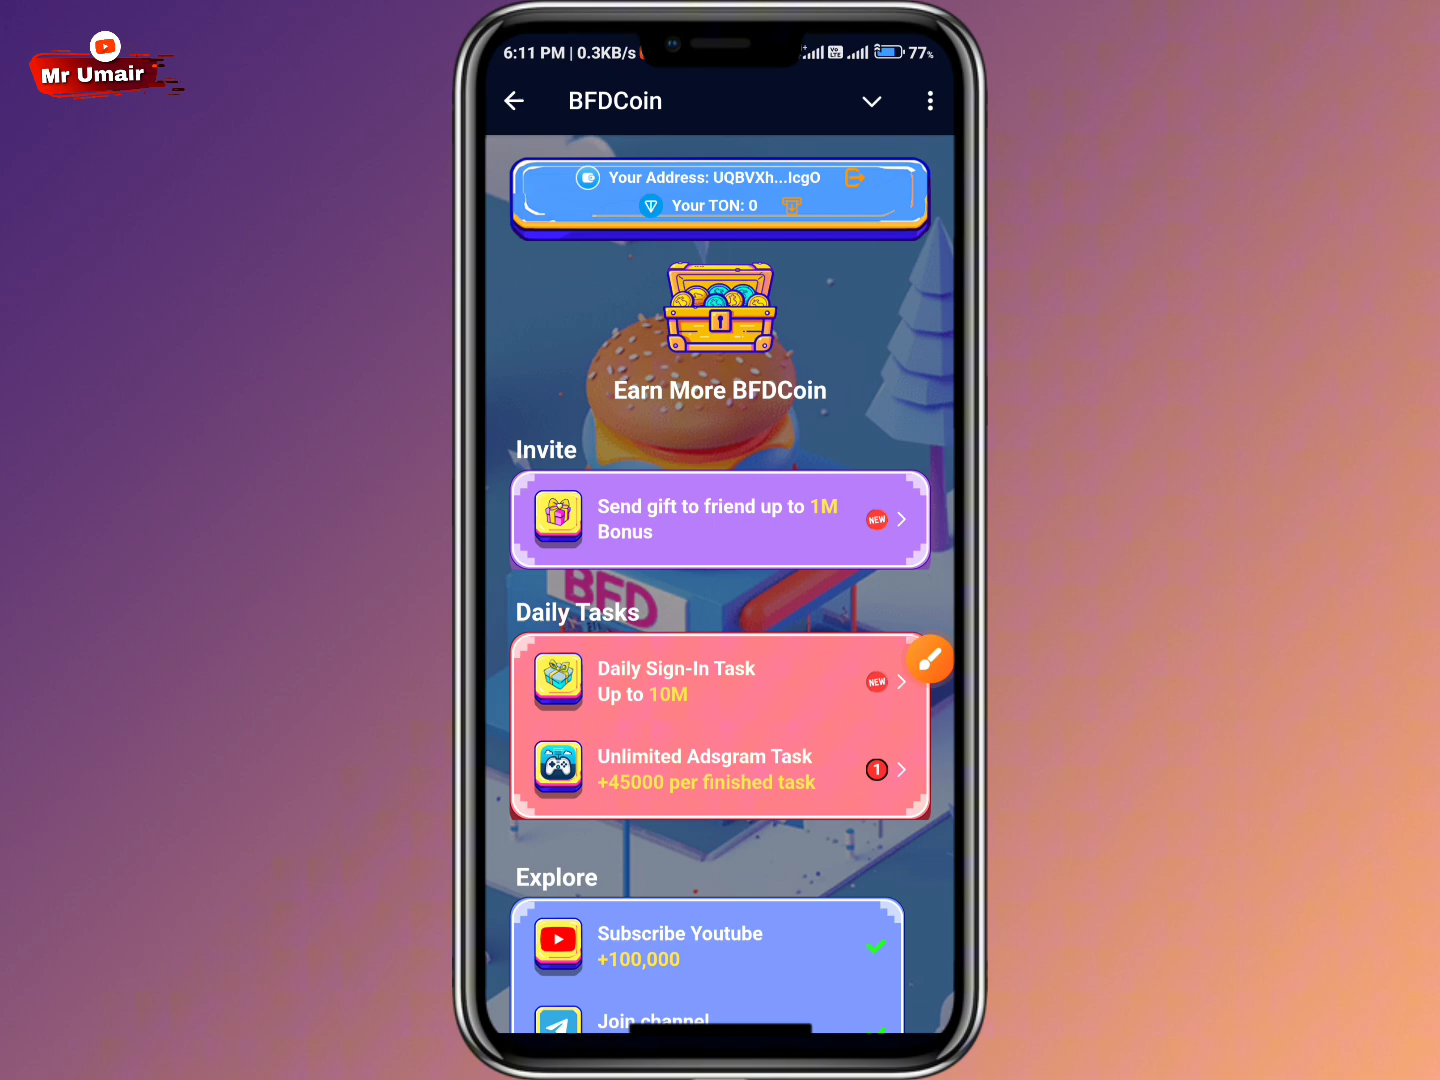 Mr Umair
6:11 PM | 0.3KB/s
77%
BFDCoin
Your Address: UQBVXh...IcgO
Your TON: 0
Earn More BFDCoin
Invite
Send gift to friend up to 1M
Bonus
NEW
BFD
Daily Tasks
Daily Sign-In Task
Up to 10M
NEW
Unlimited Adsgram Task
+45000 per finished task
1
Explore
Subscribe Youtube
+100,000
Join channel